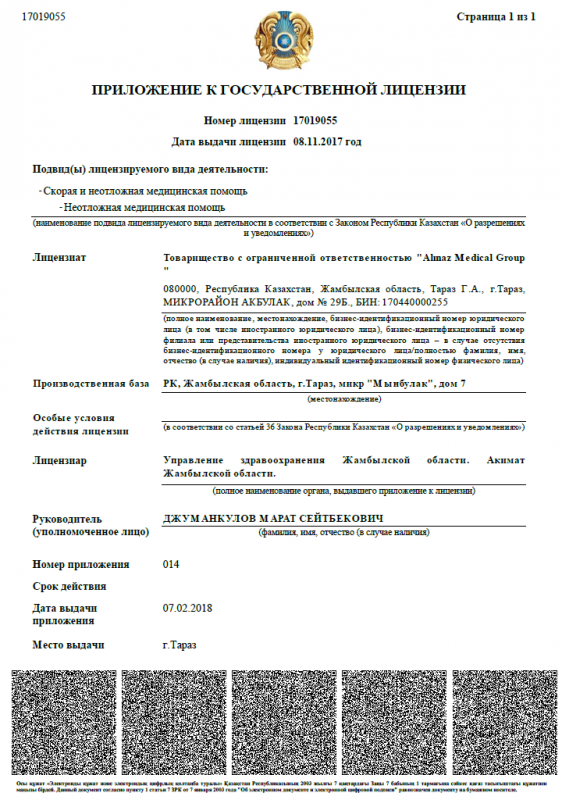 17019055
Страница 1 из 1
ПРИЛОЖЕНИЕ К ГОСУДАРСТВЕННОЙ ЛИЦЕНЗИИ
Номер лицензии 17019055
Дата выдачи лицензии 08.11.2017 год
Подвид(ы) лицензируемого вида деятельности:
-Скорая и неотложная медицинская помощь
-Неотложная медицинская помощь
(наименование подвида лицензируемого вида деятельности в соответствии с Законом Республики Казахстан «О разрешениях
и уведомлениях»)
Лицензиат
Товарищество с ограниченной ответственностью "Almaz Medical Group
"
080000, Республика Казахстан, Жамбылская область, Тараз Г.А., г.Тараз,
МИКРОРАЙОН АКБУЛАК, дом № 29Б., БИН: 170440000255
(полное наименование, местонахождение, бизнес-идентификационный номер юридического
лица (в том числе иностранного юридического лица), бизнес-идентификационный номер
филиала или представительства иностранного юридического лица – в случае отсутствия
бизнес-идентификационного номера у юридического лица/полностью фамилия, имя,
отчество (в случае наличия), индивидуальный идентификационный номер физического лица)
Производственная база
РК, Жамбылская область, г.Тараз, микр "Мынбулак", дом 7
(местонахождение)
Особые условия
действия лицензии
(в соответствии со статьей 36 Закона Республики Казахстан «О разрешениях и уведомлениях»)
Лицензиар
Управление здравоохранения Жамбылской области. Акимат
Жамбылской области.
(полное наименование органа, выдавшего приложение к лицензии)
Руководитель
(уполномоченное лицо)
ДЖУМАНКУЛОВ МАРАТ СЕЙТБЕКОВИЧ
(фамилия, имя, отчество (в случае наличия)
Номер приложения
014
Срок действия
Дата выдачи
приложения
07.02.2018
Место выдачи
г.Тараз
Осы құжат «Электронды құжат және электрондық цифрлық қолтаңба туралы» Қазақстан Республикасының 2003 жылғы 7 қаңтардағы Заңы 7 бабының 1 тармағына сәйкес қағаз тасығыштағы құжатпен
маңызы бірдей. Данный документ согласно пункту 1 статьи 7 ЗРК от 7 января 2003 года "Об электронном документе и электронной цифровой подписи" равнозначен документу на бумажном носителе.